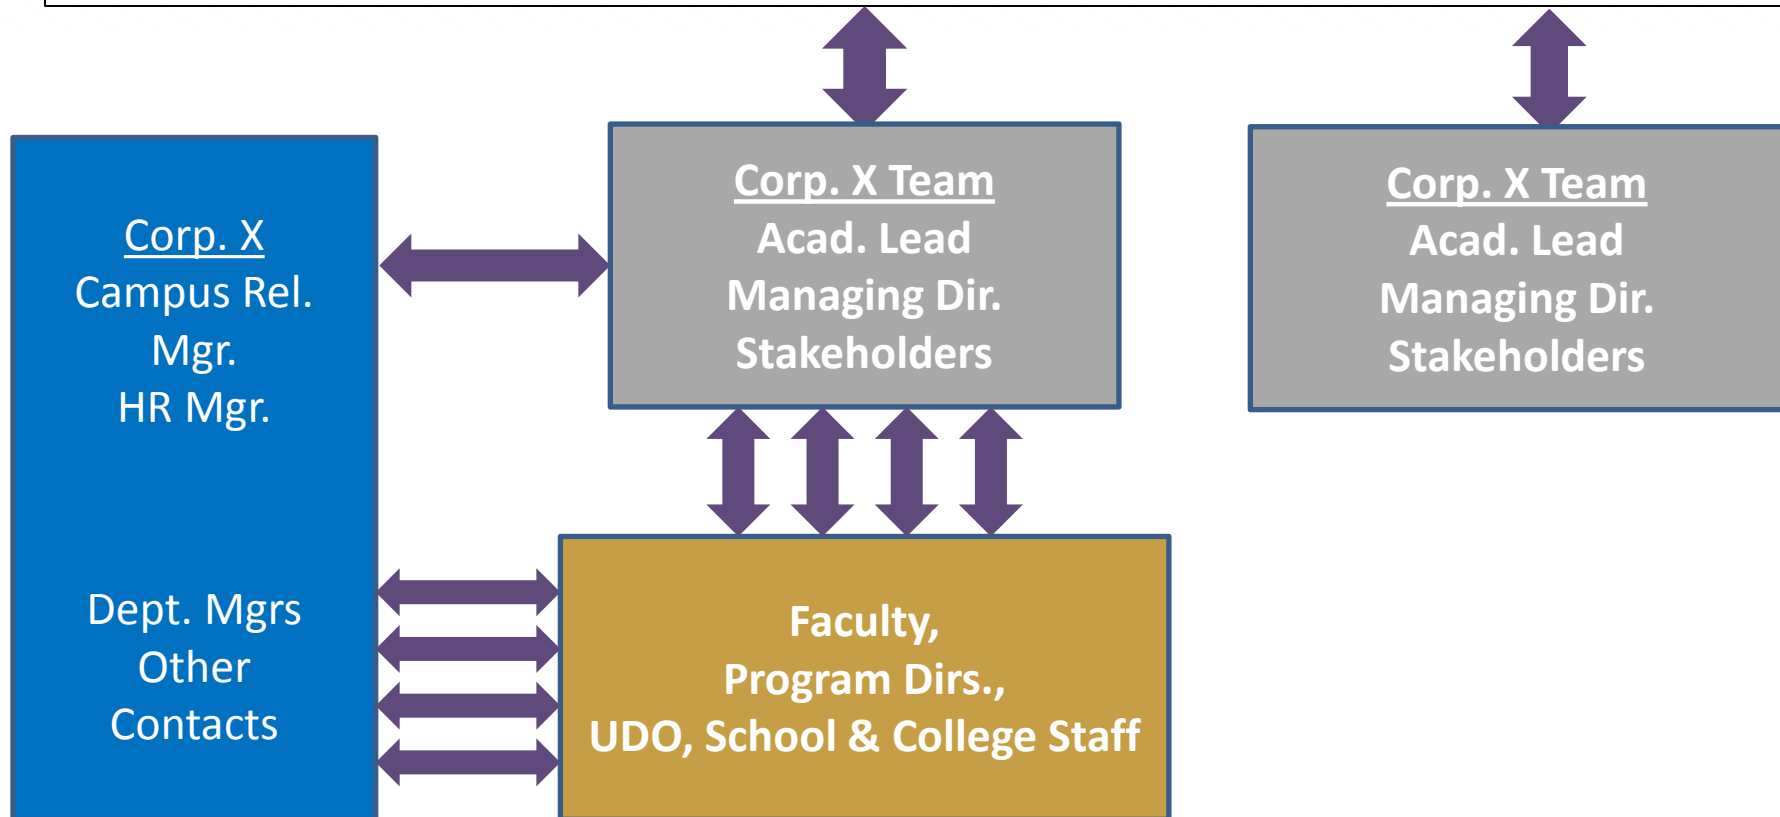 Corp. X
Campus Rel.
Mgr.
HR Mgr.
Dept. Mgrs
Other
Contacts
Corp. X Team
Acad. Lead
Managing Dir.
Stakeholders
Faculty,
Program Dirs.,
UDO, School & College Staff
Corp. X Team
Acad. Lead
Managing Dir.
Stakeholders